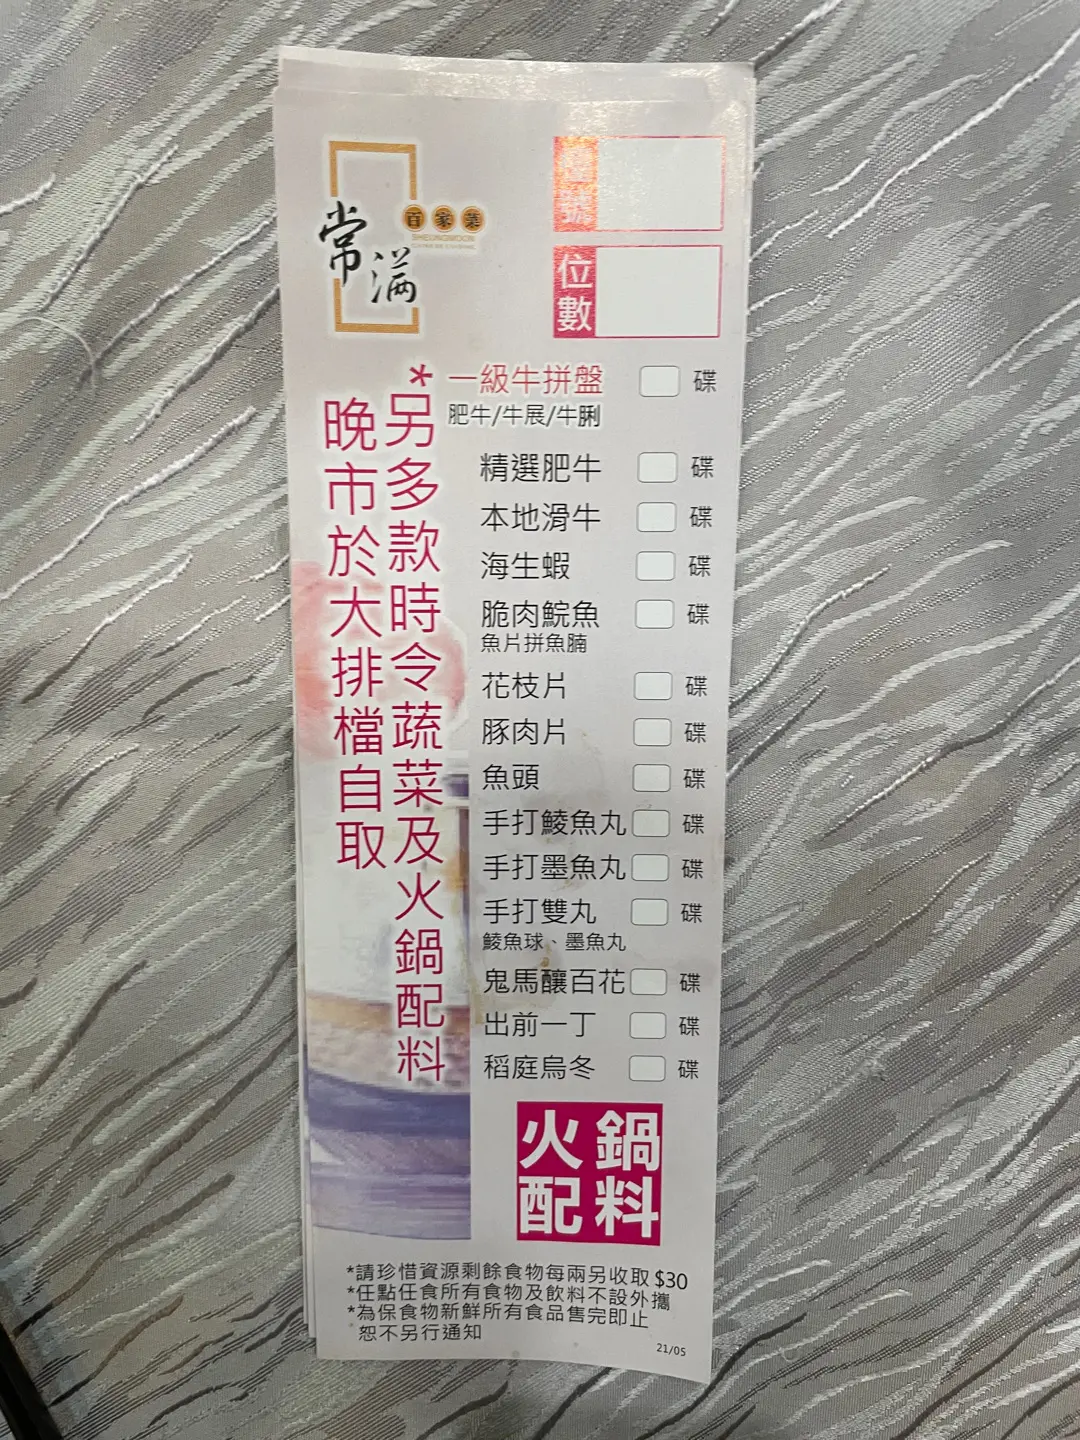 常滿
百家菜
SHEUNGMOON
號
位數
*另多款時令蔬菜及火鍋配料
晚市於大排檔自取
一級牛拼盤 碟
肥牛/牛展/牛脷
精選肥牛 碟
本地滑牛 碟
海生蝦 碟
脆肉鯇魚 碟
魚片拼魚腩
花枝片 碟
豚肉片 碟
魚頭 碟
手打鯪魚丸 碟
手打墨魚丸 碟
手打雙丸 碟
鯪魚球、墨魚丸
鬼馬釀百花 碟
出前一丁 碟
稻庭烏冬 碟
火鍋
配料
*請珍惜資源剩餘食物每兩另收取$30
*任點任食所有食物及飲料不設外攜
*為保食物新鮮所有食品售完即止
恕不另行通知
21/05